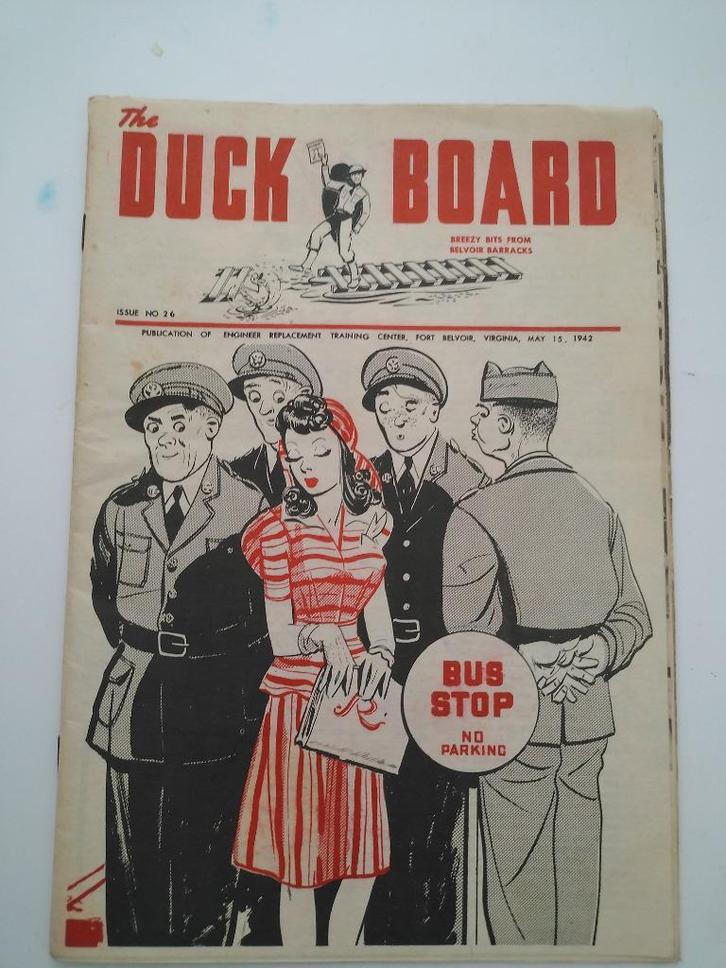 The
DUCK BOARD
BREEZY BITS FROM
BELVOIR BARRACKS
ISSUE NO 26
PUBLICATION OF ENGINEER REPLACEMENT TRAINING CENTER, FORT BELVOIR, VIRGINIA, MAY 15, 1942
BUS
STOP
NO
PARKING